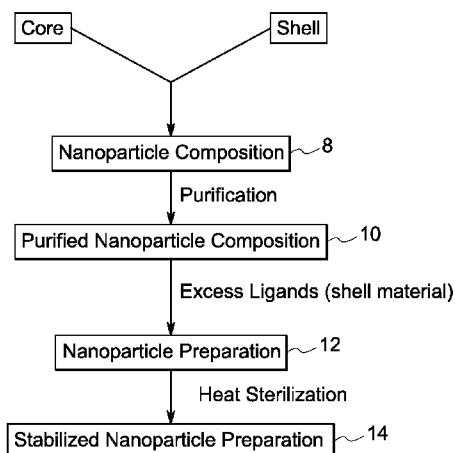 Core
Shell
Nanoparticle Composition
8
Purification
Purified Nanoparticle Composition
10
Excess Ligands (shell material)
Nanoparticle Preparation
12
Heat Sterilization
Stabilized Nanoparticle Preparation
14